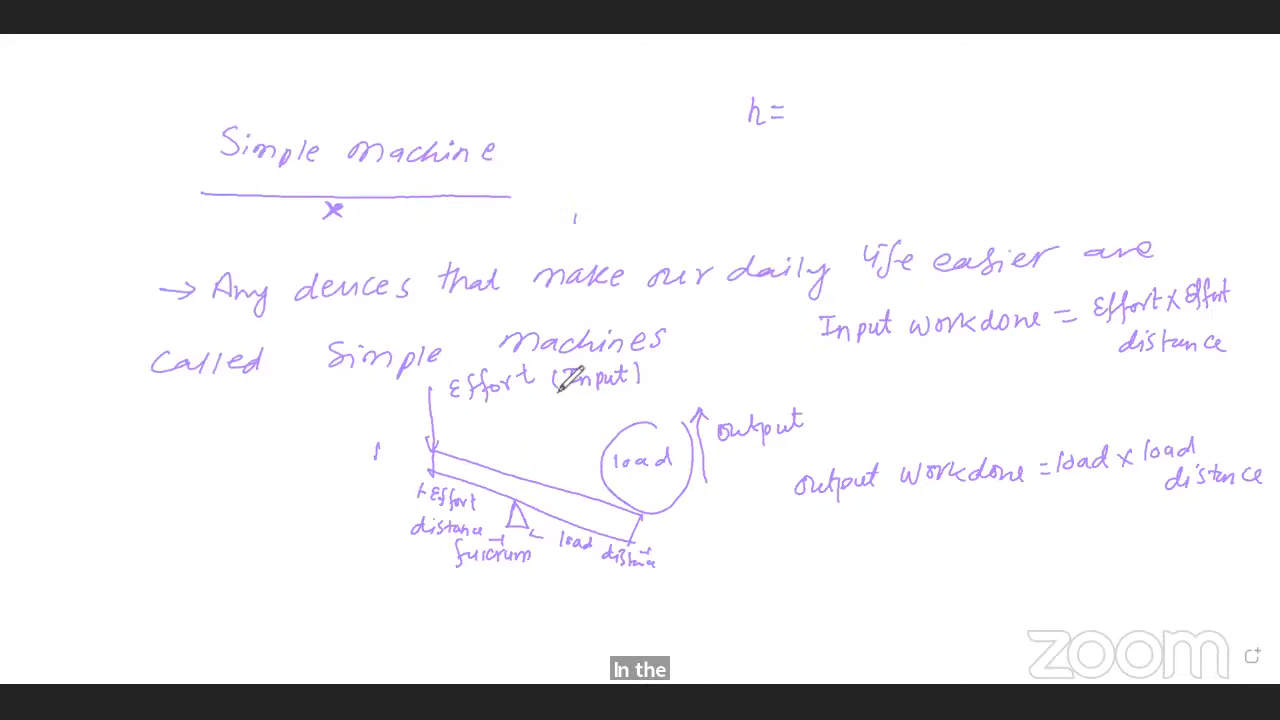 h=
Simple machine
→ Any devices that make our daily life easier are
called simple machines
Input workdone = Effort x Effort
distance
Effort (Input)
output
load
output workdone = load x load
distance
Effort
distance
fulcrum
load distance
In the
zoom